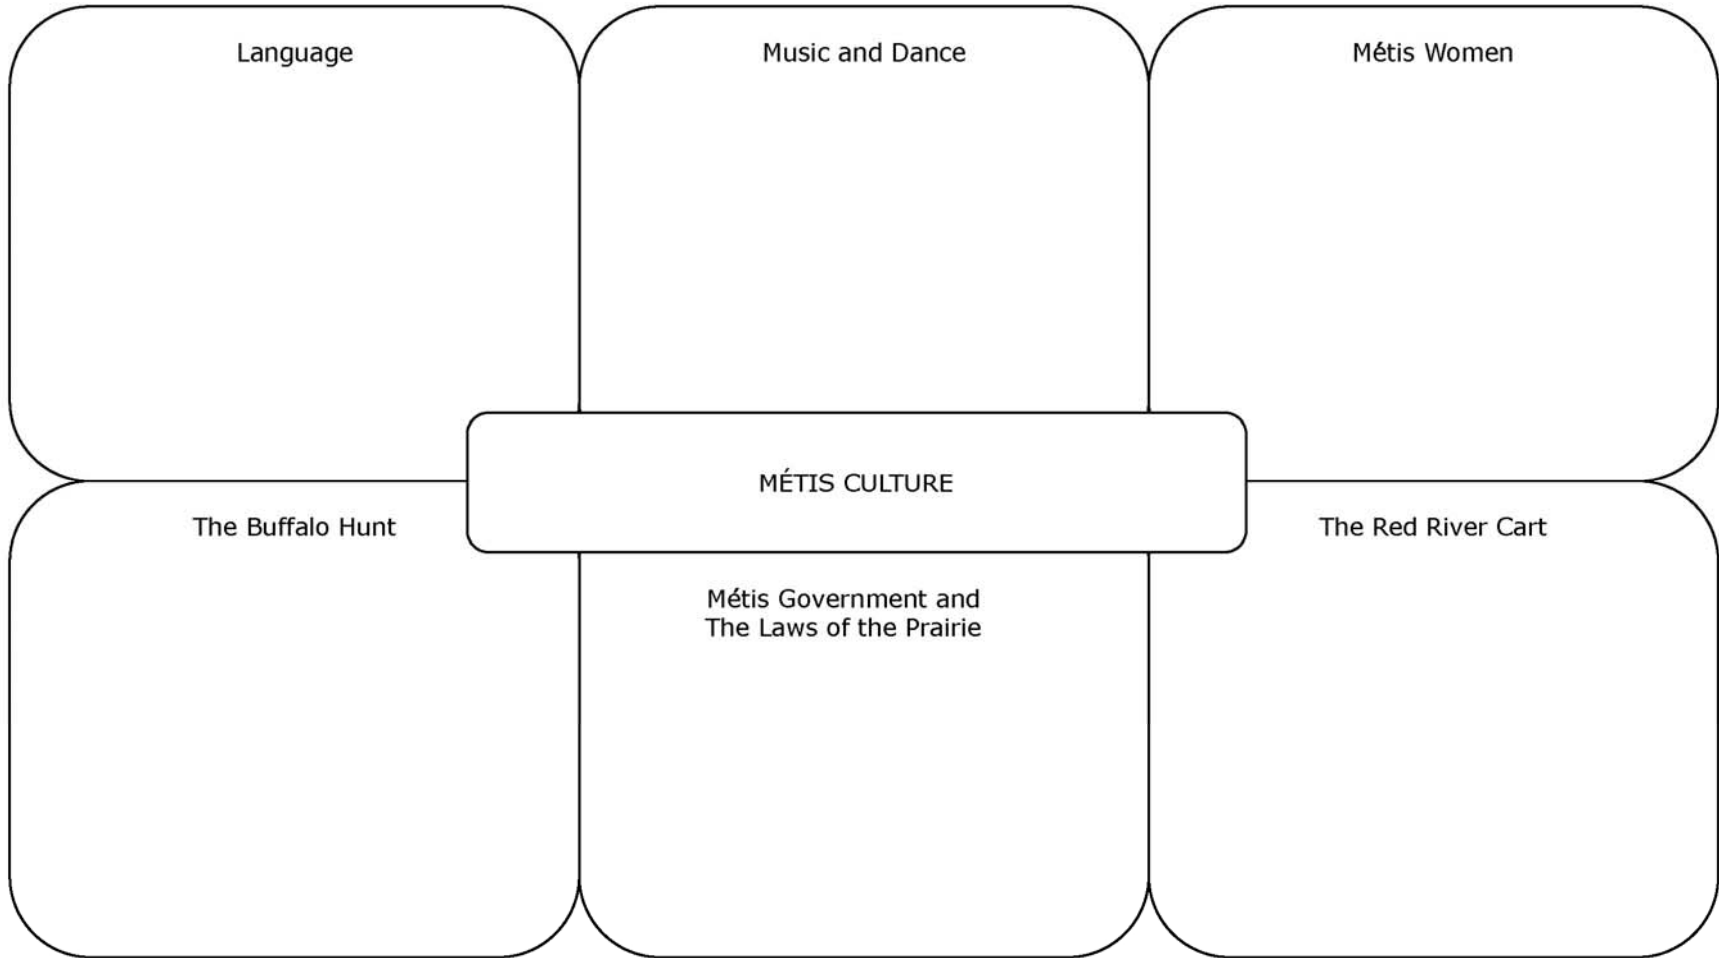 Language
Music and Dance
Métis Women
MÉTIS CULTURE
The Buffalo Hunt
Métis Government and
The Laws of the Prairie
The Red River Cart